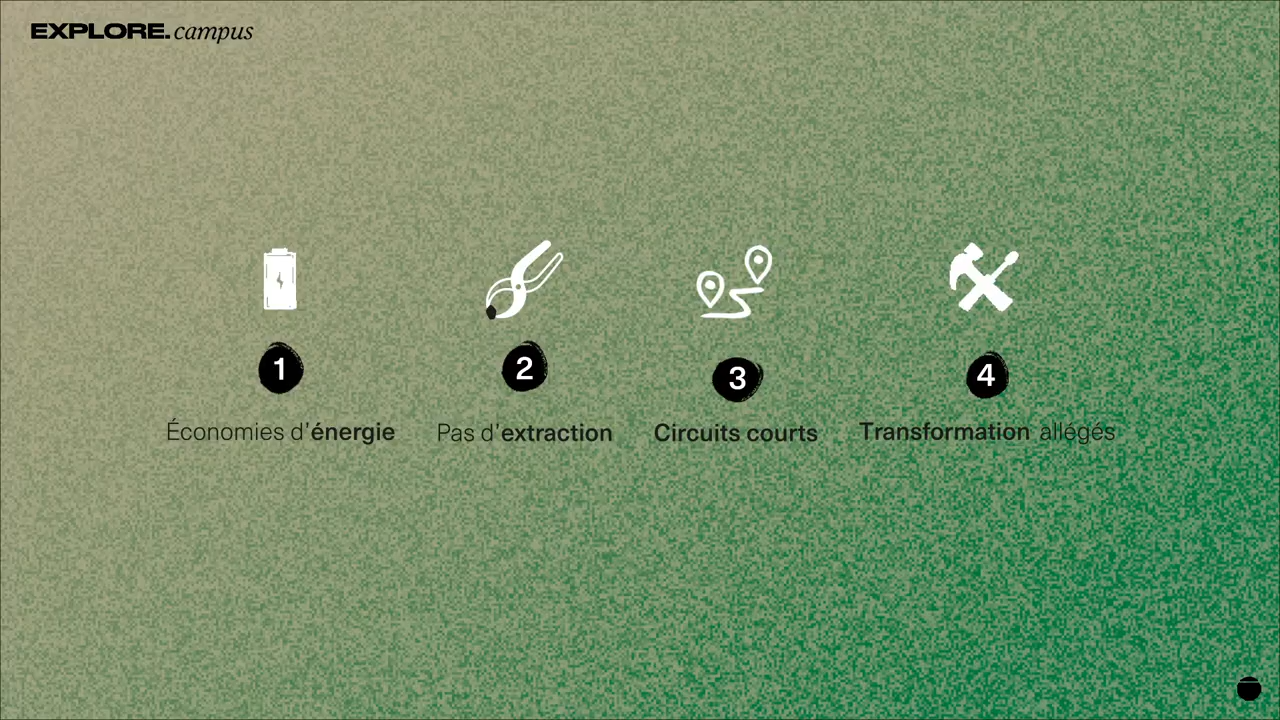 EXPLORE.campus
1
2
3
4
Économies d'énergie
Pas d'extraction
Circuits courts
Transformation allégés